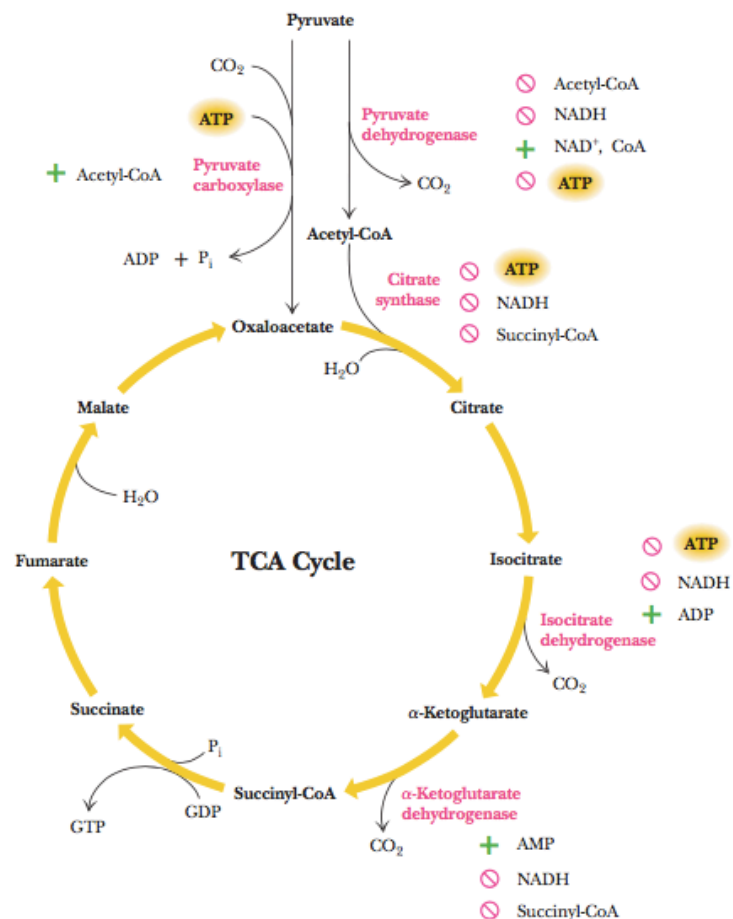 Pyruvate
CO₂
ATP
Pyruvate
carboxylase
+ Acetyl-CoA
ADP + Pᵢ
Pyruvate
dehydrogenase
CO₂
Acetyl-CoA
NADH
+ NAD⁺, CoA
ATP
Acetyl-CoA
Citrate
synthase
ATP
NADH
Succinyl-CoA
Oxaloacetate
H₂O
Malate
Citrate
H₂O
Fumarate
TCA Cycle
Isocitrate
ATP
NADH
+ ADP
Isocitrate
dehydrogenase
CO₂
Succinate
α-Ketoglutarate
Pᵢ
GDP
GTP
Succinyl-CoA
α-Ketoglutarate
dehydrogenase
CO₂
+ AMP
NADH
Succinyl-CoA